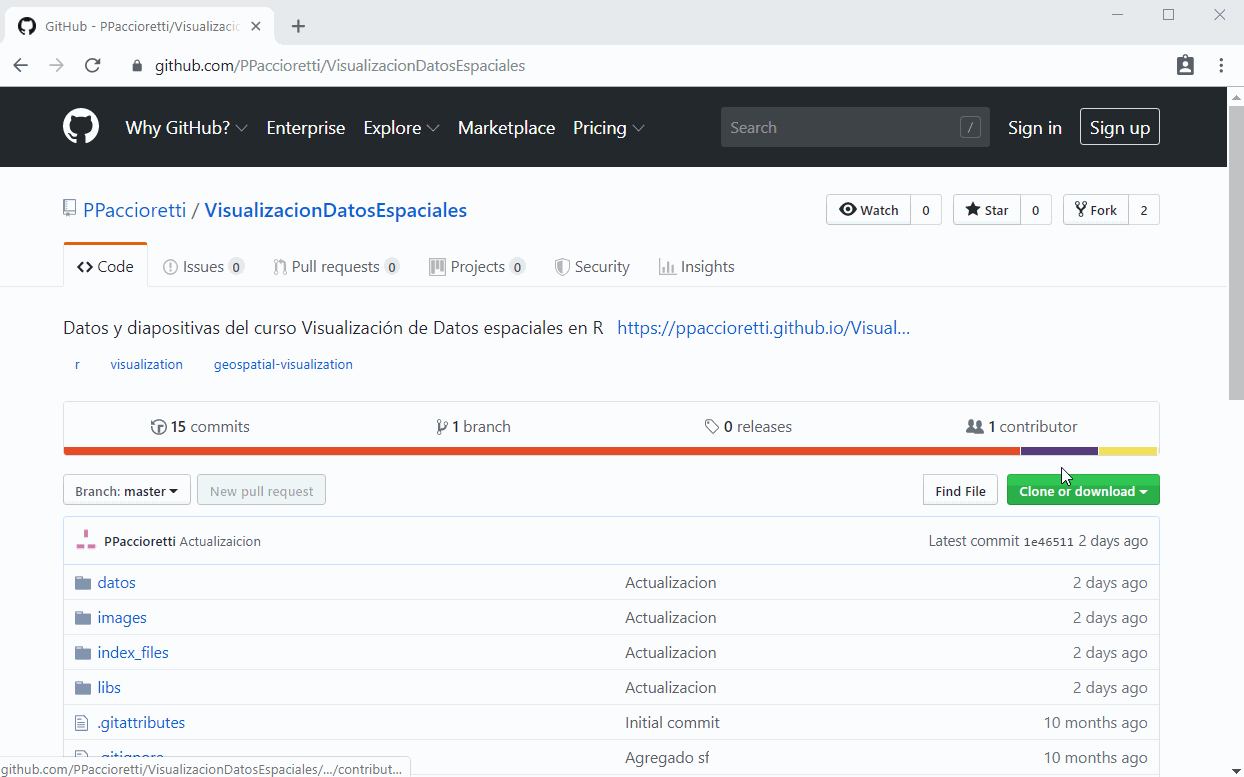 GitHub - PPaccioretti/Visualizacio
github.com/PPaccioretti/VisualizacionDatosEspaciales
Why GitHub? Enterprise Explore Marketplace Pricing Search / Sign in Sign up
PPaccioretti / VisualizacionDatosEspaciales Watch 0 Star 0 Fork 2
Code Issues 0 Pull requests 0 Projects 0 Security Insights
Datos y diapositivas del curso Visualización de Datos espaciales en R https://ppaccioretti.github.io/Visual...
r visualization geospatial-visualization
15 commits 1 branch 0 releases 1 contributor
Branch: master New pull request Find File Clone or download
PPaccioretti Actualizaicion Latest commit 1e46511 2 days ago
datos Actualizacion 2 days ago
images Actualizacion 2 days ago
index_files Actualizacion 2 days ago
libs Actualizacion 2 days ago
.gitattributes Initial commit 10 months ago
.gitignore Agregado sf 10 months ago
github.com/PPaccioretti/VisualizacionDatosEspaciales/.../contribut...